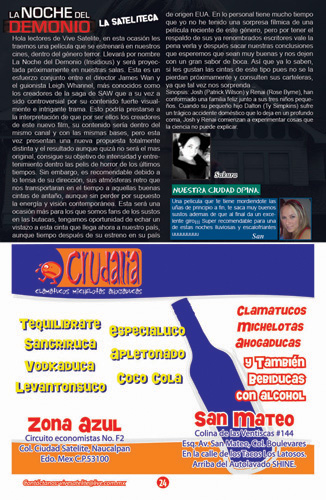 LA NOCHE DEL
DEMONIO LA SATELITECA
Hola lectores de Vive Satelite, en esta ocasión les
traemos una película que se estrenará en nuestros
cines, dentro del género terror. Llevará por nombre
La Noche del Demonio (Insidious) y será proyec-
tada próximamente en nuestras salas. Esta es un
esfuerzo conjunto entre el director James Wan y
el guionista Leigh Whannell, más conocidos como
los creadores de la saga de SAW que a su vez a
sido controversial por su contenido fuerte visual-
mente e intrigante trama. Esto podría prestarse a
la interpretación de que por ser ellos los creadores
de este nuevo film, su contenido sería dentro del
mismo canal y con las mismas bases, pero esta
vez presentan una nueva propuesta totalmente
distinta y el resultado aunque quizá no será el mas
original, consigue su objetivo de intensidad y entre-
tenimiento dentro las pelis de horror de los últimos
tiempos. Sin embargo, es recomendable debido a
lo tensa de su dirección, sus atmósferas retro que
nos transportaran en el tiempo a aquellas buenas
cintas de antaño, aunque sin perder por supuesto
la energía y visión contemporánea. Esta será una
ocasión más para los que somos fans de los sustos
en las butacas, tengamos oportunidad de echar un
vistazo a esta cinta que llega ahora a nuestro país,
aunque tiempo después de su estreno en su país
de origen EUA. En lo personal tiene mucho tiempo
que yo no he tenido una sorpresa fílmica de una
película reciente de este género, pero por tener el
respaldo de sus ya renombrados escritores vale la
pena verla y después sacar nuestras conclusiones
que esperemos que sean muy buenas y nos dejen
con un gran sabor de boca. Así que ya lo saben,
si les gustan las cintas de este tipo pues no se la
pierdan próximamente y consulten sus carteleras,
ya que tal vez nos sorprenda ...
Sinopsis: Josh (Patrick Wilson) y Renai (Rose Byrne), han
conformado una familia feliz junto a sus tres niños peque-
ños. Cuando su pequeño hijo Dalton (Ty Simpkins) sufre
un trágico accidente doméstico que lo deja en un profundo
coma, Josh y Renai comienzan a experimentar cosas que
la ciencia no puede explicar.
Sakura
NUESTRA CIUDAD OPINA:
Una película que te tiene mordiendote las
uñas de principio a fin, te saca muy buenos
sustos ademas de que al final da un exce-
lente giro¡¡¡ Super recomendable para una
de estas noches lluviosas y escalofriantes
San
Crudalia
CLAMATICOS MICHELOTAS AHOGADUCAS
Tequilibrate
Sangriruca
Vodkaduca
Levantonsuco
Especialuco
Apletonado
Coco Cola
Clamatucos
Michelotas
Ahogaducas
y También
Bebiducas
con alcohol
Zona Azul
Circuito economistas No. F2
Col. Ciudad Satélite, Naucalpan
Edo. Mex C.P.53100
San Mateo
Colina de las Ventiscas #144
Esq. Av. San Mateo, Col. Boulevares
En la calle de los Tacos Los Latosos
Arriba del Autolavado SHINE.
24